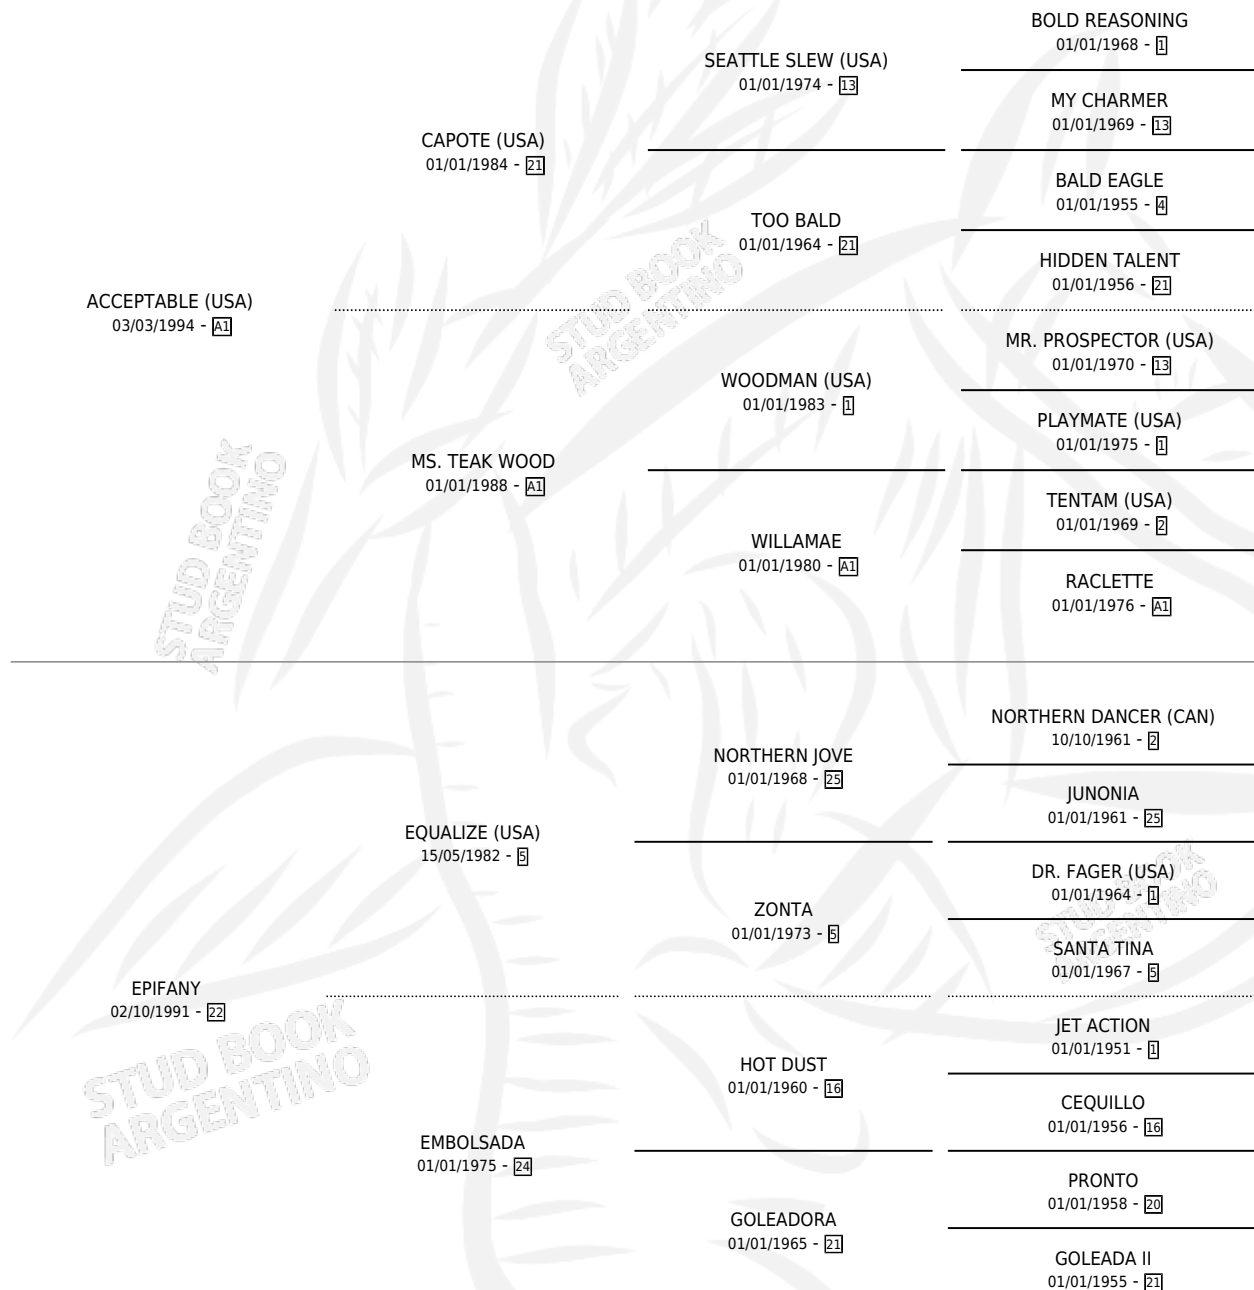 BOLD REASONING
01/01/1968 - 1
SEATTLE SLEW (USA)
01/01/1974 - 13
MY CHARMER
01/01/1969 - 13
CAPOTE (USA)
01/01/1984 - 21
BALD EAGLE
01/01/1955 - 4
TOO BALD
01/01/1964 - 21
HIDDEN TALENT
01/01/1956 - 21
ACCEPTABLE (USA)
03/03/1994 - A1
MR. PROSPECTOR (USA)
01/01/1970 - 13
WOODMAN (USA)
01/01/1983 - 1
PLAYMATE (USA)
01/01/1975 - 1
MS. TEAK WOOD
01/01/1988 - A1
TENTAM (USA)
01/01/1969 - 2
WILLAMAE
01/01/1980 - A1
RACLETTE
01/01/1976 - A1
NORTHERN DANCER (CAN)
10/10/1961 - 2
NORTHERN JOVE
01/01/1968 - 25
JUNONIA
01/01/1961 - 25
EQUALIZE (USA)
15/05/1982 - 5
DR. FAGER (USA)
01/01/1964 - 1
ZONTA
01/01/1973 - 5
SANTA TINA
01/01/1967 - 5
EPIFANY
02/10/1991 - 22
JET ACTION
01/01/1951 - 1
HOT DUST
01/01/1960 - 16
CEQUILLO
01/01/1956 - 16
EMBOLSADA
01/01/1975 - 24
PRONTO
01/01/1958 - 20
GOLEADORA
01/01/1965 - 21
GOLEADA II
01/01/1955 - 21
STUD BOOK
ARGENTINO
STUD BOOK
ARGENTINO
STUD BOOK
ARGENTINO
STUD BOOK
ARGENTINO